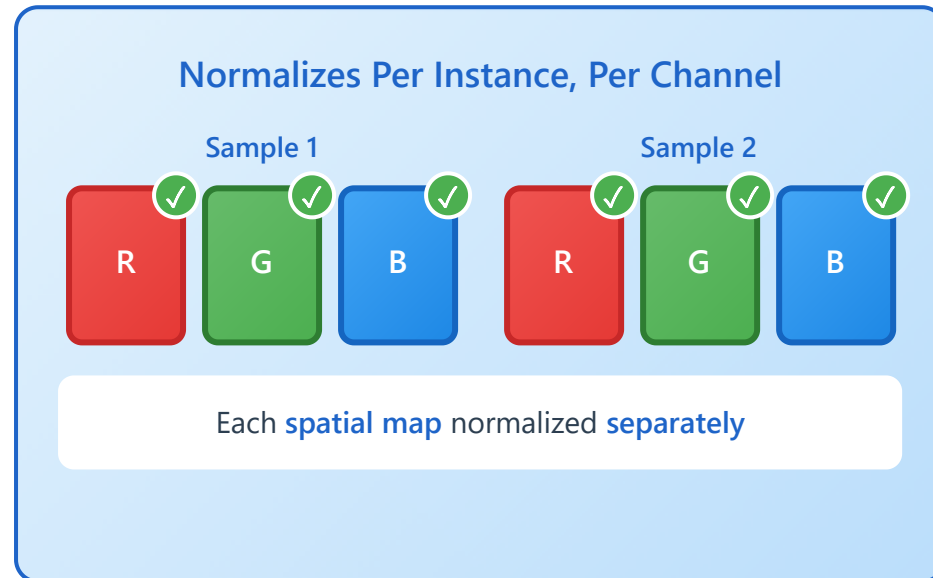 Normalizes Per Instance, Per Channel
Sample 1
Sample 2
R G B
R G B
Each spatial map normalized separately